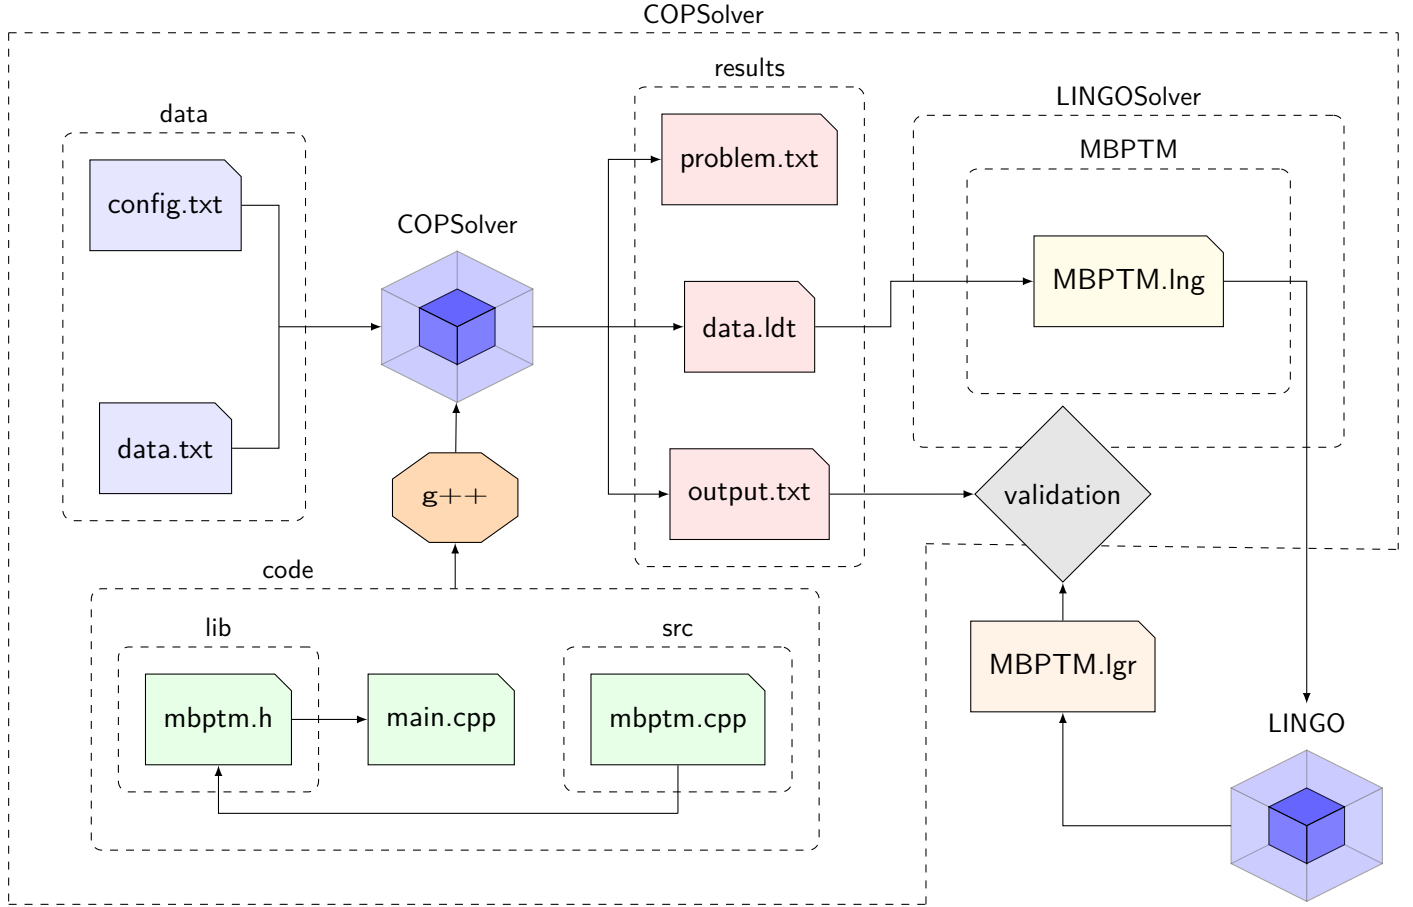 COPSolver
results
LINGOSolver
data
MBPTM
problem.txt
config.txt
COPSolver
MBPTM.lng
data.ldt
data.txt
g++
output.txt
validation
code
lib
src
MBPTM.lgr
mbptm.h
main.cpp
mbptm.cpp
LINGO